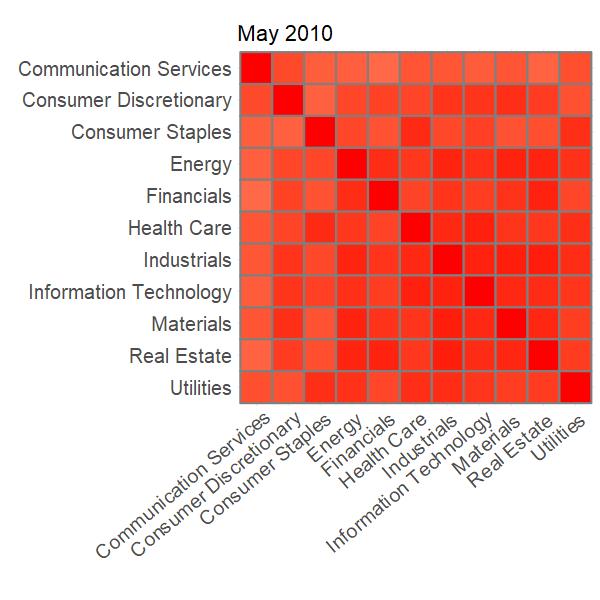 May 2010
Communication Services
Consumer Discretionary
Consumer Staples
Energy
Financials
Health Care
Industrials
Information Technology
Materials
Real Estate
Utilities
Communication Services
Consumer Discretionary
Consumer Staples
Energy
Financials
Health Care
Industrials
Information Technology
Materials
Real Estate
Utilities